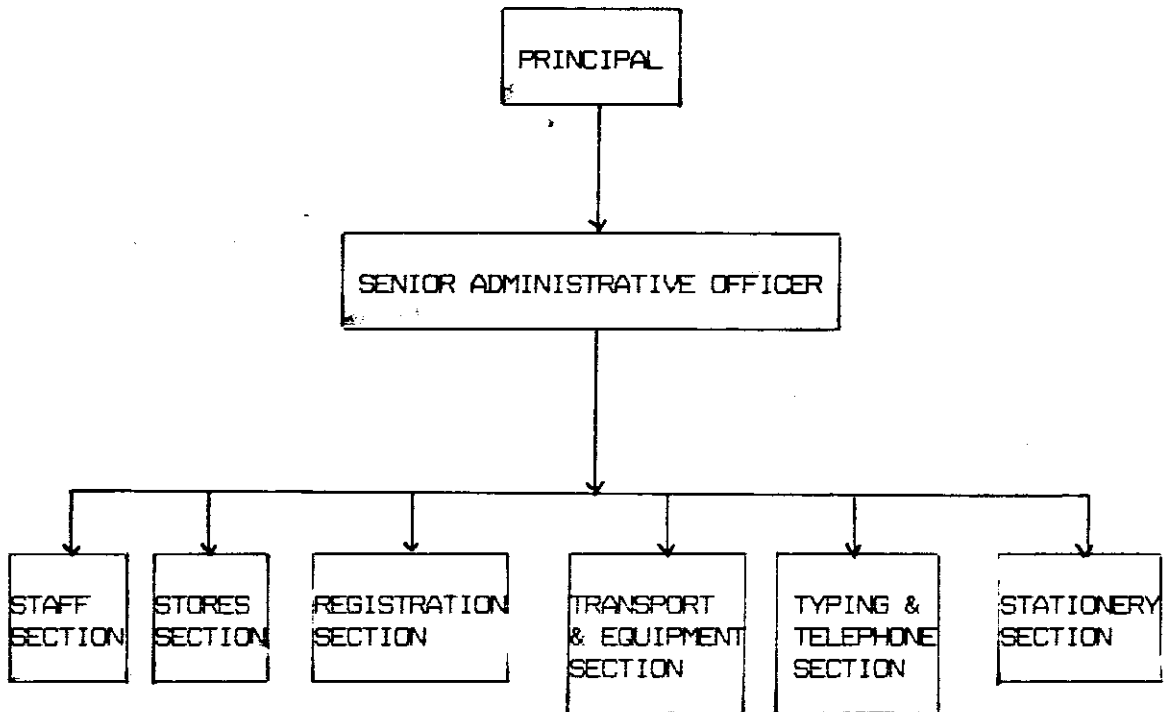 PRINCIPAL
SENIOR ADMINISTRATIVE OFFICER
STAFF
SECTION
STORES
SECTION
REGISTRATION
SECTION
TRANSPORT
& EQUIPMENT
SECTION
TYPING &
TELEPHONE
SECTION
STATIONERY
SECTION